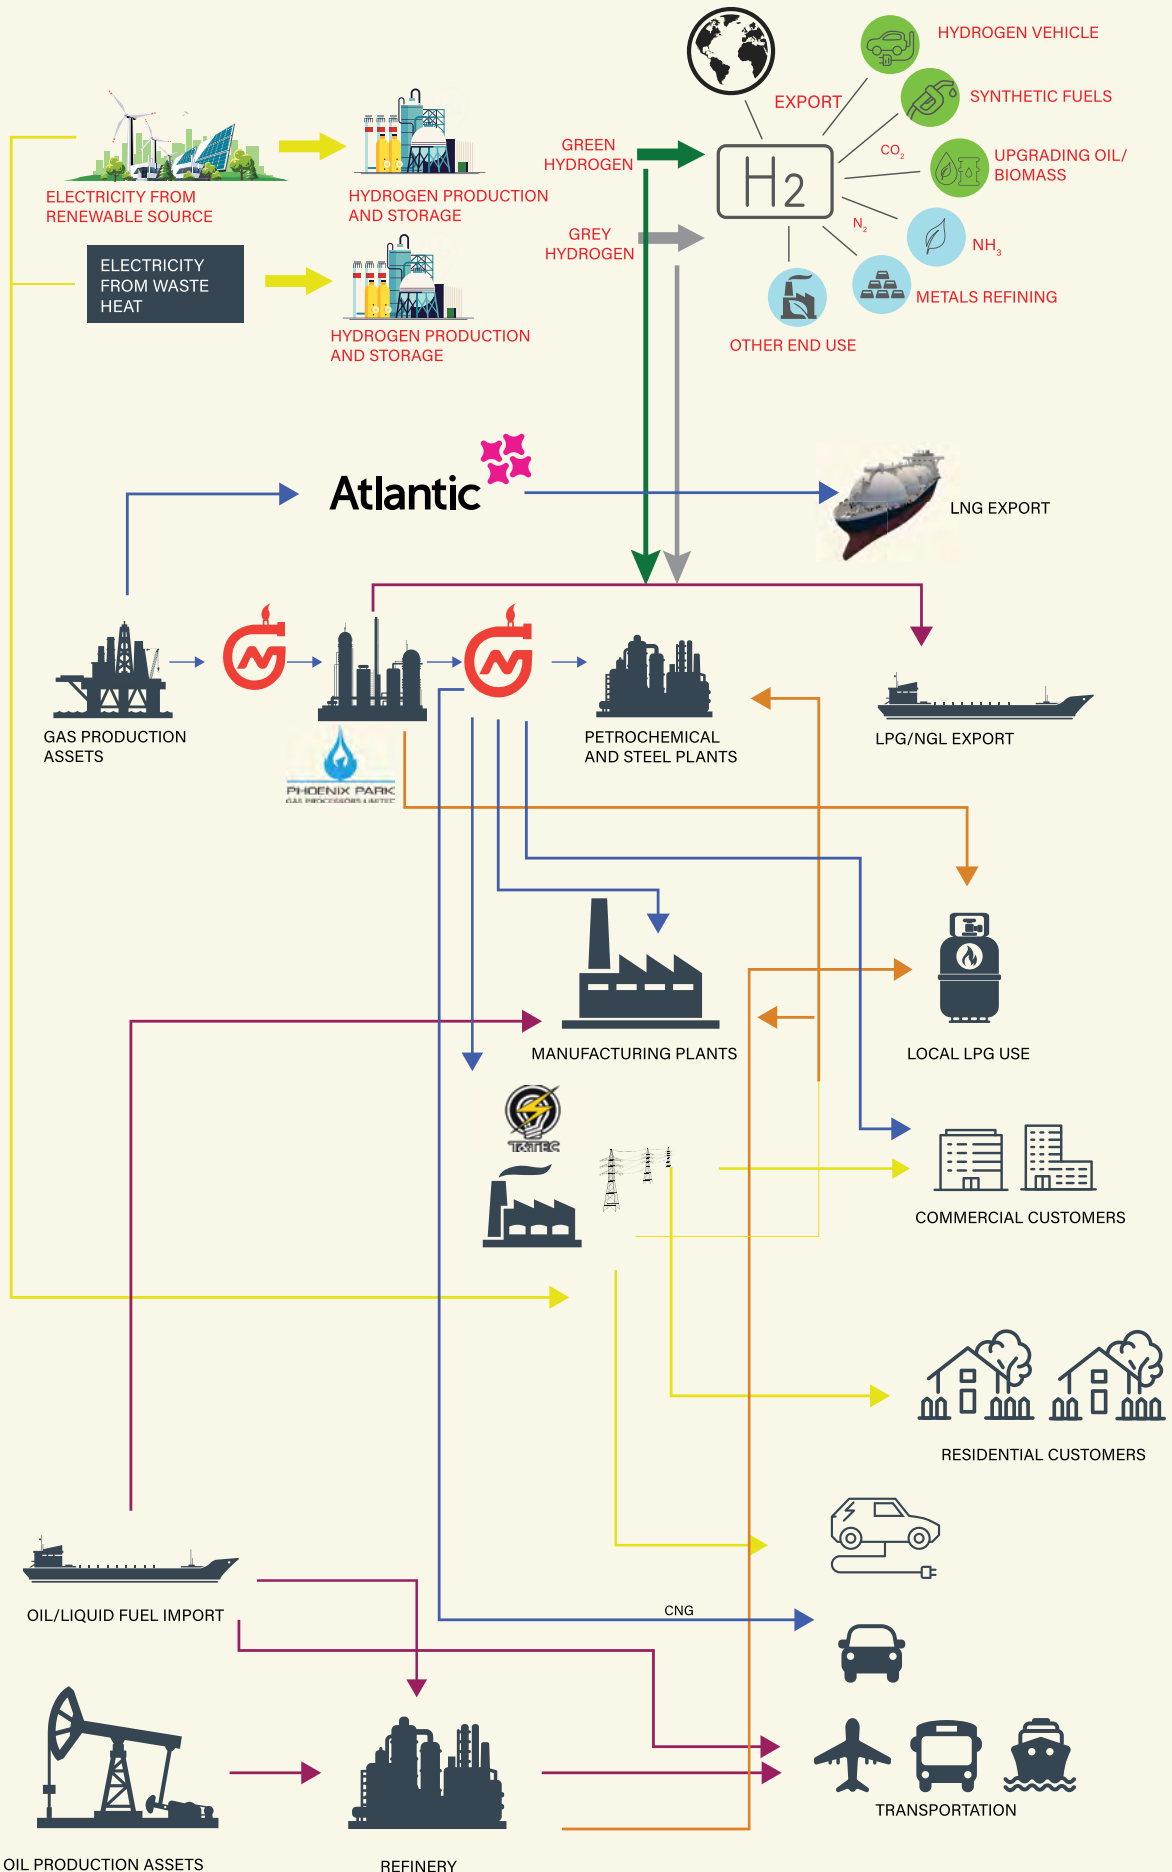 HYDROGEN VEHICLE
EXPORT
SYNTHETIC FUELS
GREEN
HYDROGEN
CO2
UPGRADING OIL/
BIOMASS
H2
ELECTRICITY FROM
RENEWABLE SOURCE
HYDROGEN PRODUCTION
AND STORAGE
GREY
HYDROGEN
N2
NH3
ELECTRICITY
FROM WASTE
HEAT
METALS REFINING
HYDROGEN PRODUCTION
AND STORAGE
OTHER END USE
Atlantic
LNG EXPORT
GAS PRODUCTION
ASSETS
PHOENIX PARK
GAS PROCESSORS LIMITED
PETROCHEMICAL
AND STEEL PLANTS
LPG/NGL EXPORT
MANUFACTURING PLANTS
LOCAL LPG USE
T&TEC
COMMERCIAL CUSTOMERS
RESIDENTIAL CUSTOMERS
OIL/LIQUID FUEL IMPORT
CNG
TRANSPORTATION
OIL PRODUCTION ASSETS
REFINERY